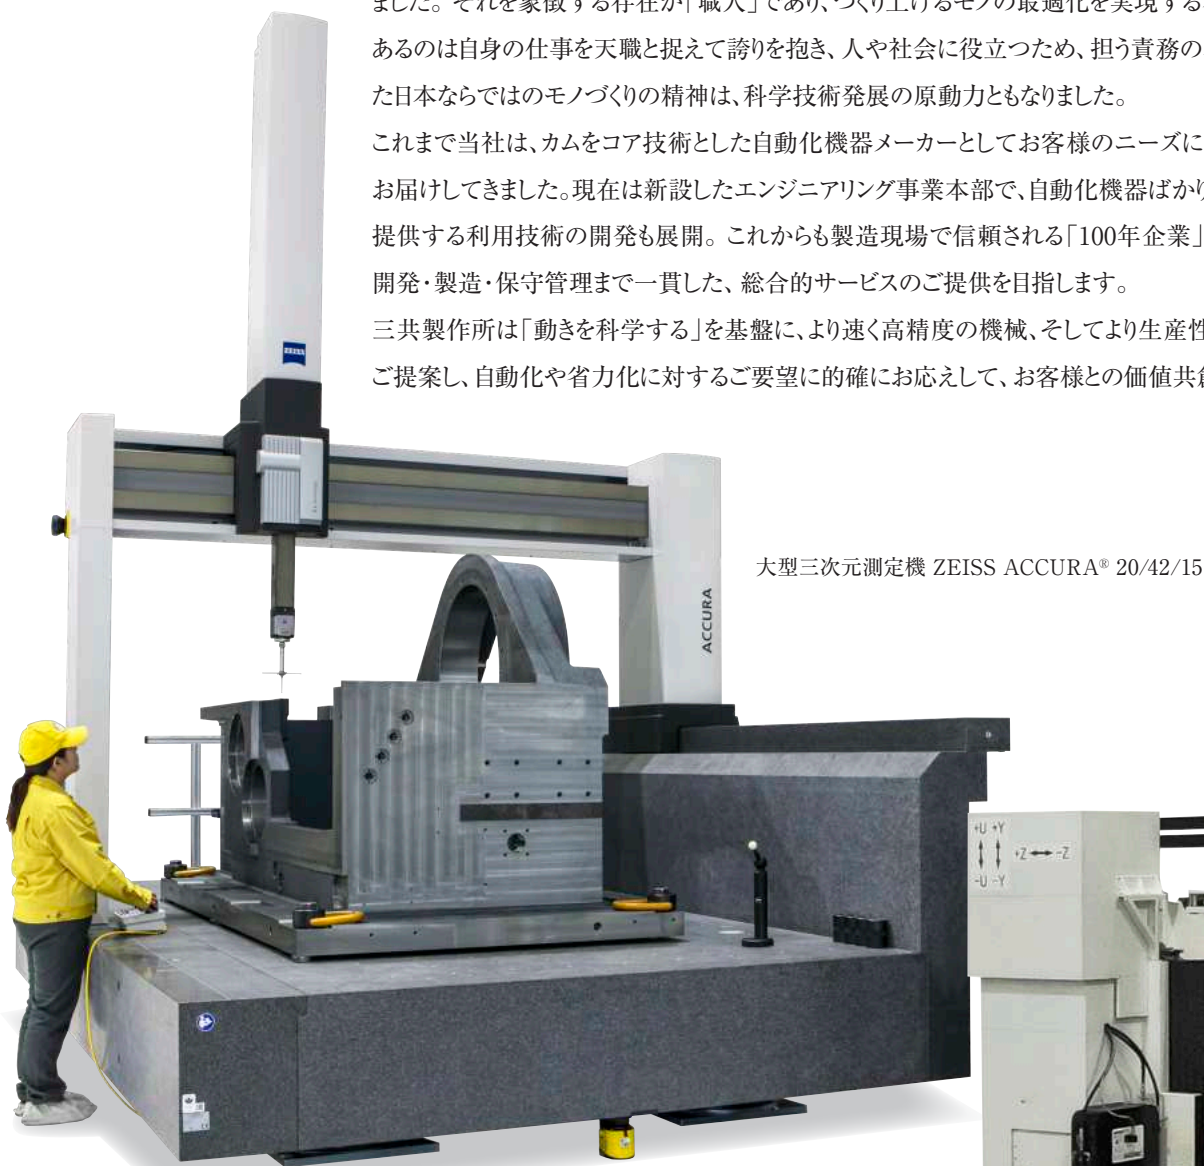 ました。それを象徴する存在が「職人」であり、つくり上げるモノの最適化を実現する
あるのは自身の仕事を天職と捉えて誇りを抱き、人や社会に役立つため、担う責務の
た日本ならではのモノづくりの精神は、科学技術発展の原動力ともなりました。
これまで当社は、カムをコア技術とした自動化機器メーカーとしてお客様のニーズに
お届けしてきました。現在は新設したエンジニアリング事業本部で、自動化機器ばかり
提供する利用技術の開発も展開。これからも製造現場で信頼される「100年企業」
開発・製造・保守管理まで一貫した、総合的サービスのご提供を目指します。
三共製作所は「動きを科学する」を基盤に、より速く高精度の機械、そしてより生産性
ご提案し、自動化や省力化に対するご要望に的確にお応えして、お客様との価値共創
ZEISS
大型三次元測定機 ZEISS ACCURA® 20/42/15
ACCURA
+U +Y
+Z -Z
-U -Y